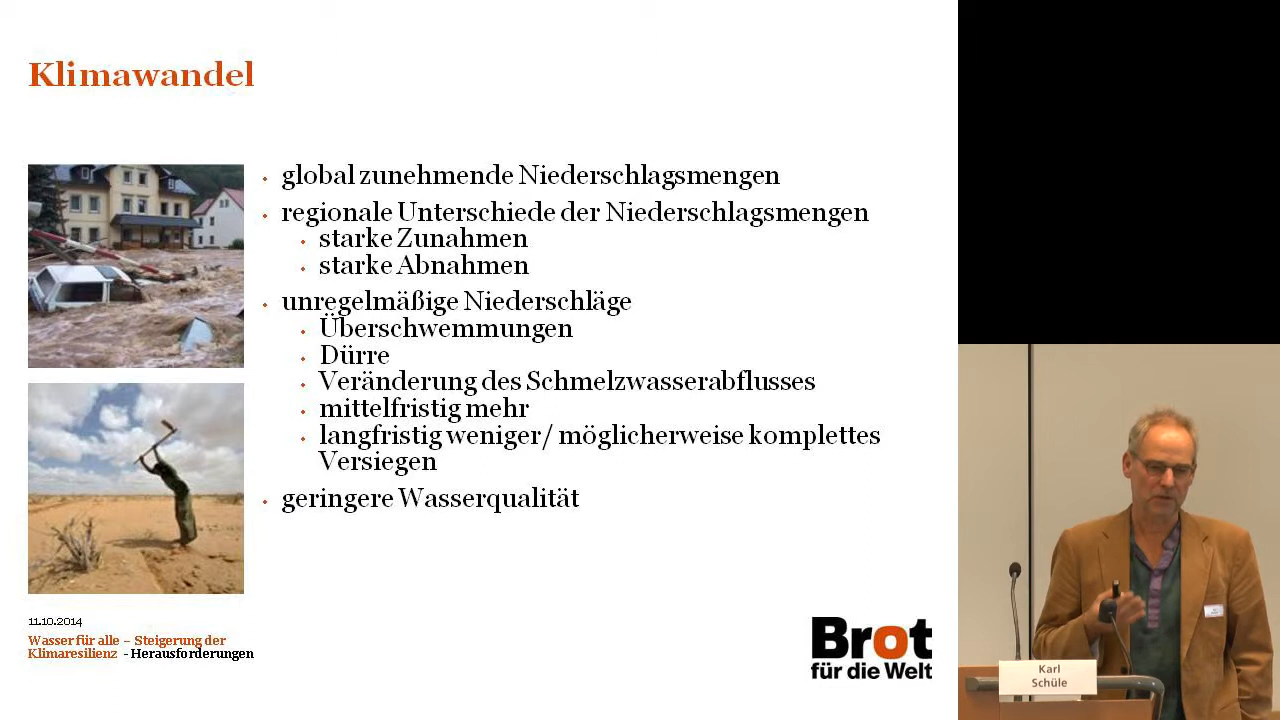 Klimawandel
global zunehmende Niederschlagsmengen
regionale Unterschiede der Niederschlagsmengen
starke Zunahmen
starke Abnahmen
unregelmäßige Niederschläge
Überschwemmungen
Dürre
Veränderung des Schmelzwasserabflusses
mittelfristig mehr
langfristig weniger/ möglicherweise komplettes
Versiegen
geringere Wasserqualität
11.10.2014
Wasser für alle – Steigerung der
Klimaresilienz - Herausforderungen
Brot
für die Welt
Karl
Schüle